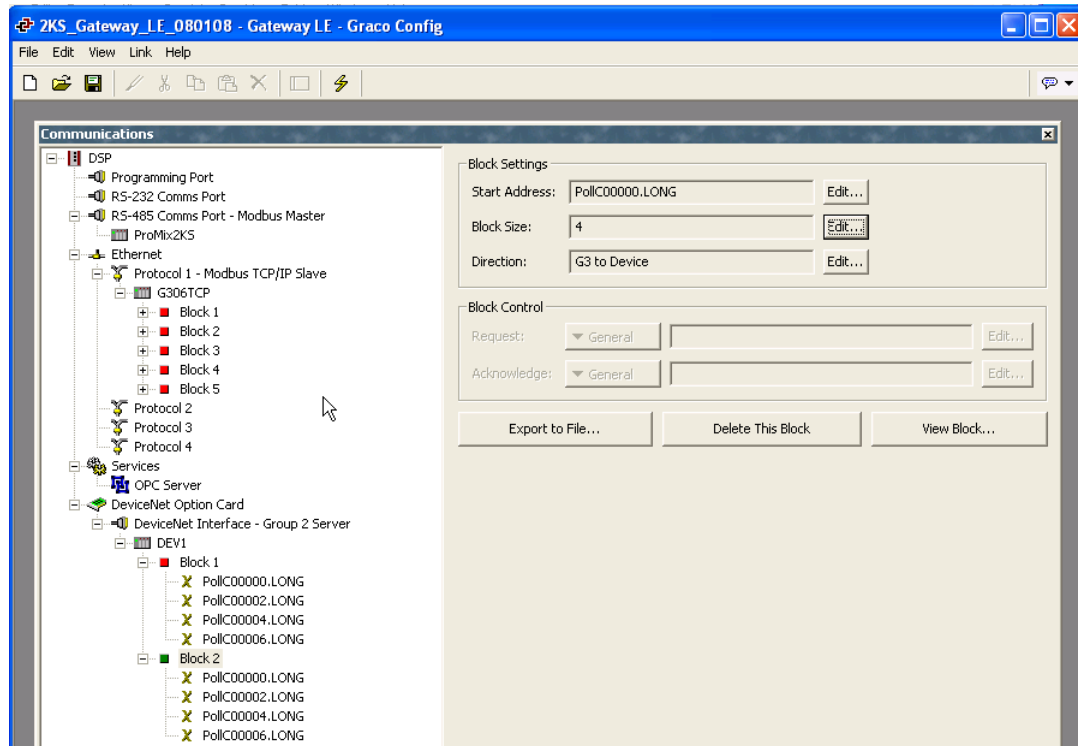 2KS_Gateway_LE_080108 - Gateway LE - Graco Config
File Edit View Link Help
Communications
DSP
Programming Port
RS-232 Comms Port
RS-485 Comms Port - Modbus Master
ProMix2KS
Ethernet
Protocol 1 - Modbus TCP/IP Slave
G306TCP
Block 1
Block 2
Block 3
Block 4
Block 5
Protocol 2
Protocol 3
Protocol 4
Services
OPC Server
DeviceNet Option Card
DeviceNet Interface - Group 2 Server
DEV1
Block 1
PollC00000.LONG
PollC00002.LONG
PollC00004.LONG
PollC00006.LONG
Block 2
PollC00000.LONG
PollC00002.LONG
PollC00004.LONG
PollC00006.LONG
Block Settings
Start Address: PollC00000.LONG Edit...
Block Size: 4 Edit...
Direction: G3 to Device Edit...
Block Control
Request: General Edit...
Acknowledge: General Edit...
Export to File... Delete This Block View Block...